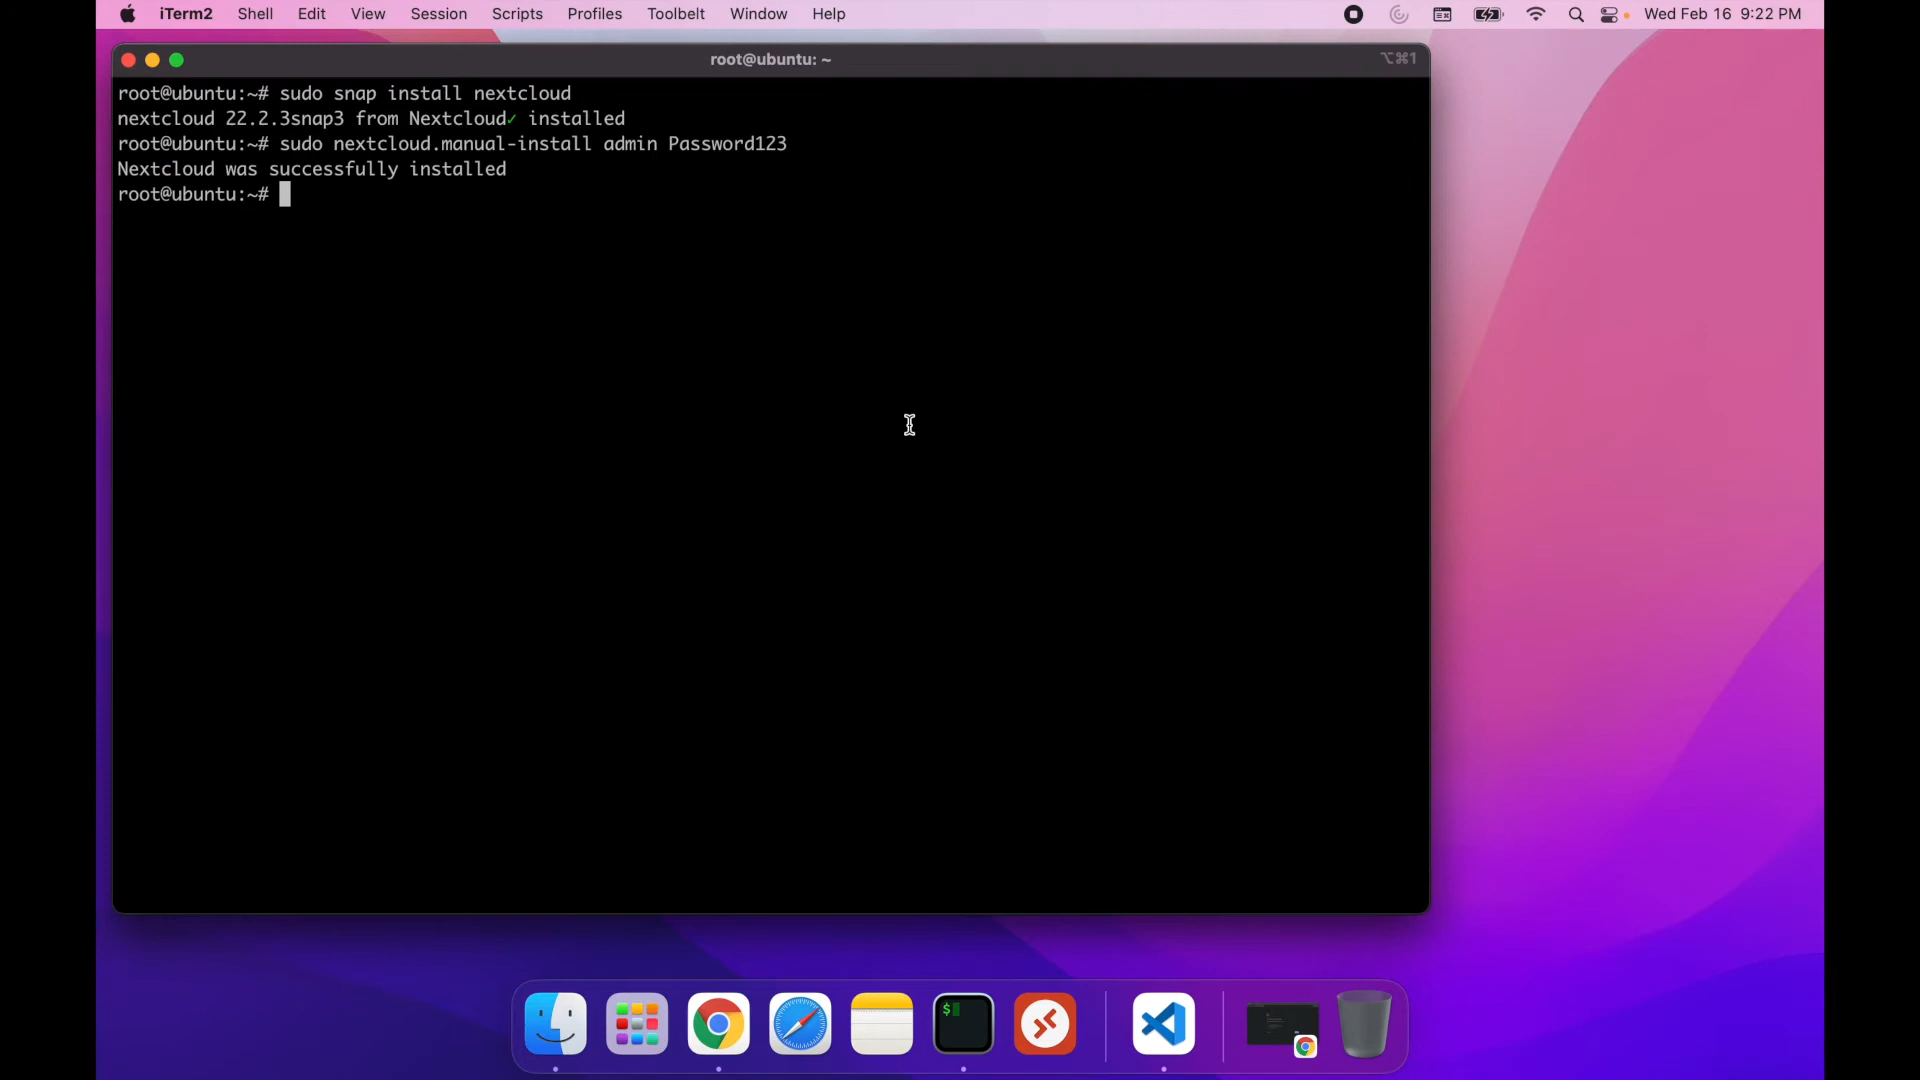 iTerm2 Shell Edit View Session Scripts Profiles Toolbelt Window Help Wed Feb 16 9:22 PM
root@ubuntu: ~ ⌥⌘1
root@ubuntu:~# sudo snap install nextcloud
nextcloud 22.2.3snap3 from Nextcloud✓ installed
root@ubuntu:~# sudo nextcloud.manual-install admin Password123
Nextcloud was successfully installed
root@ubuntu:~#
$